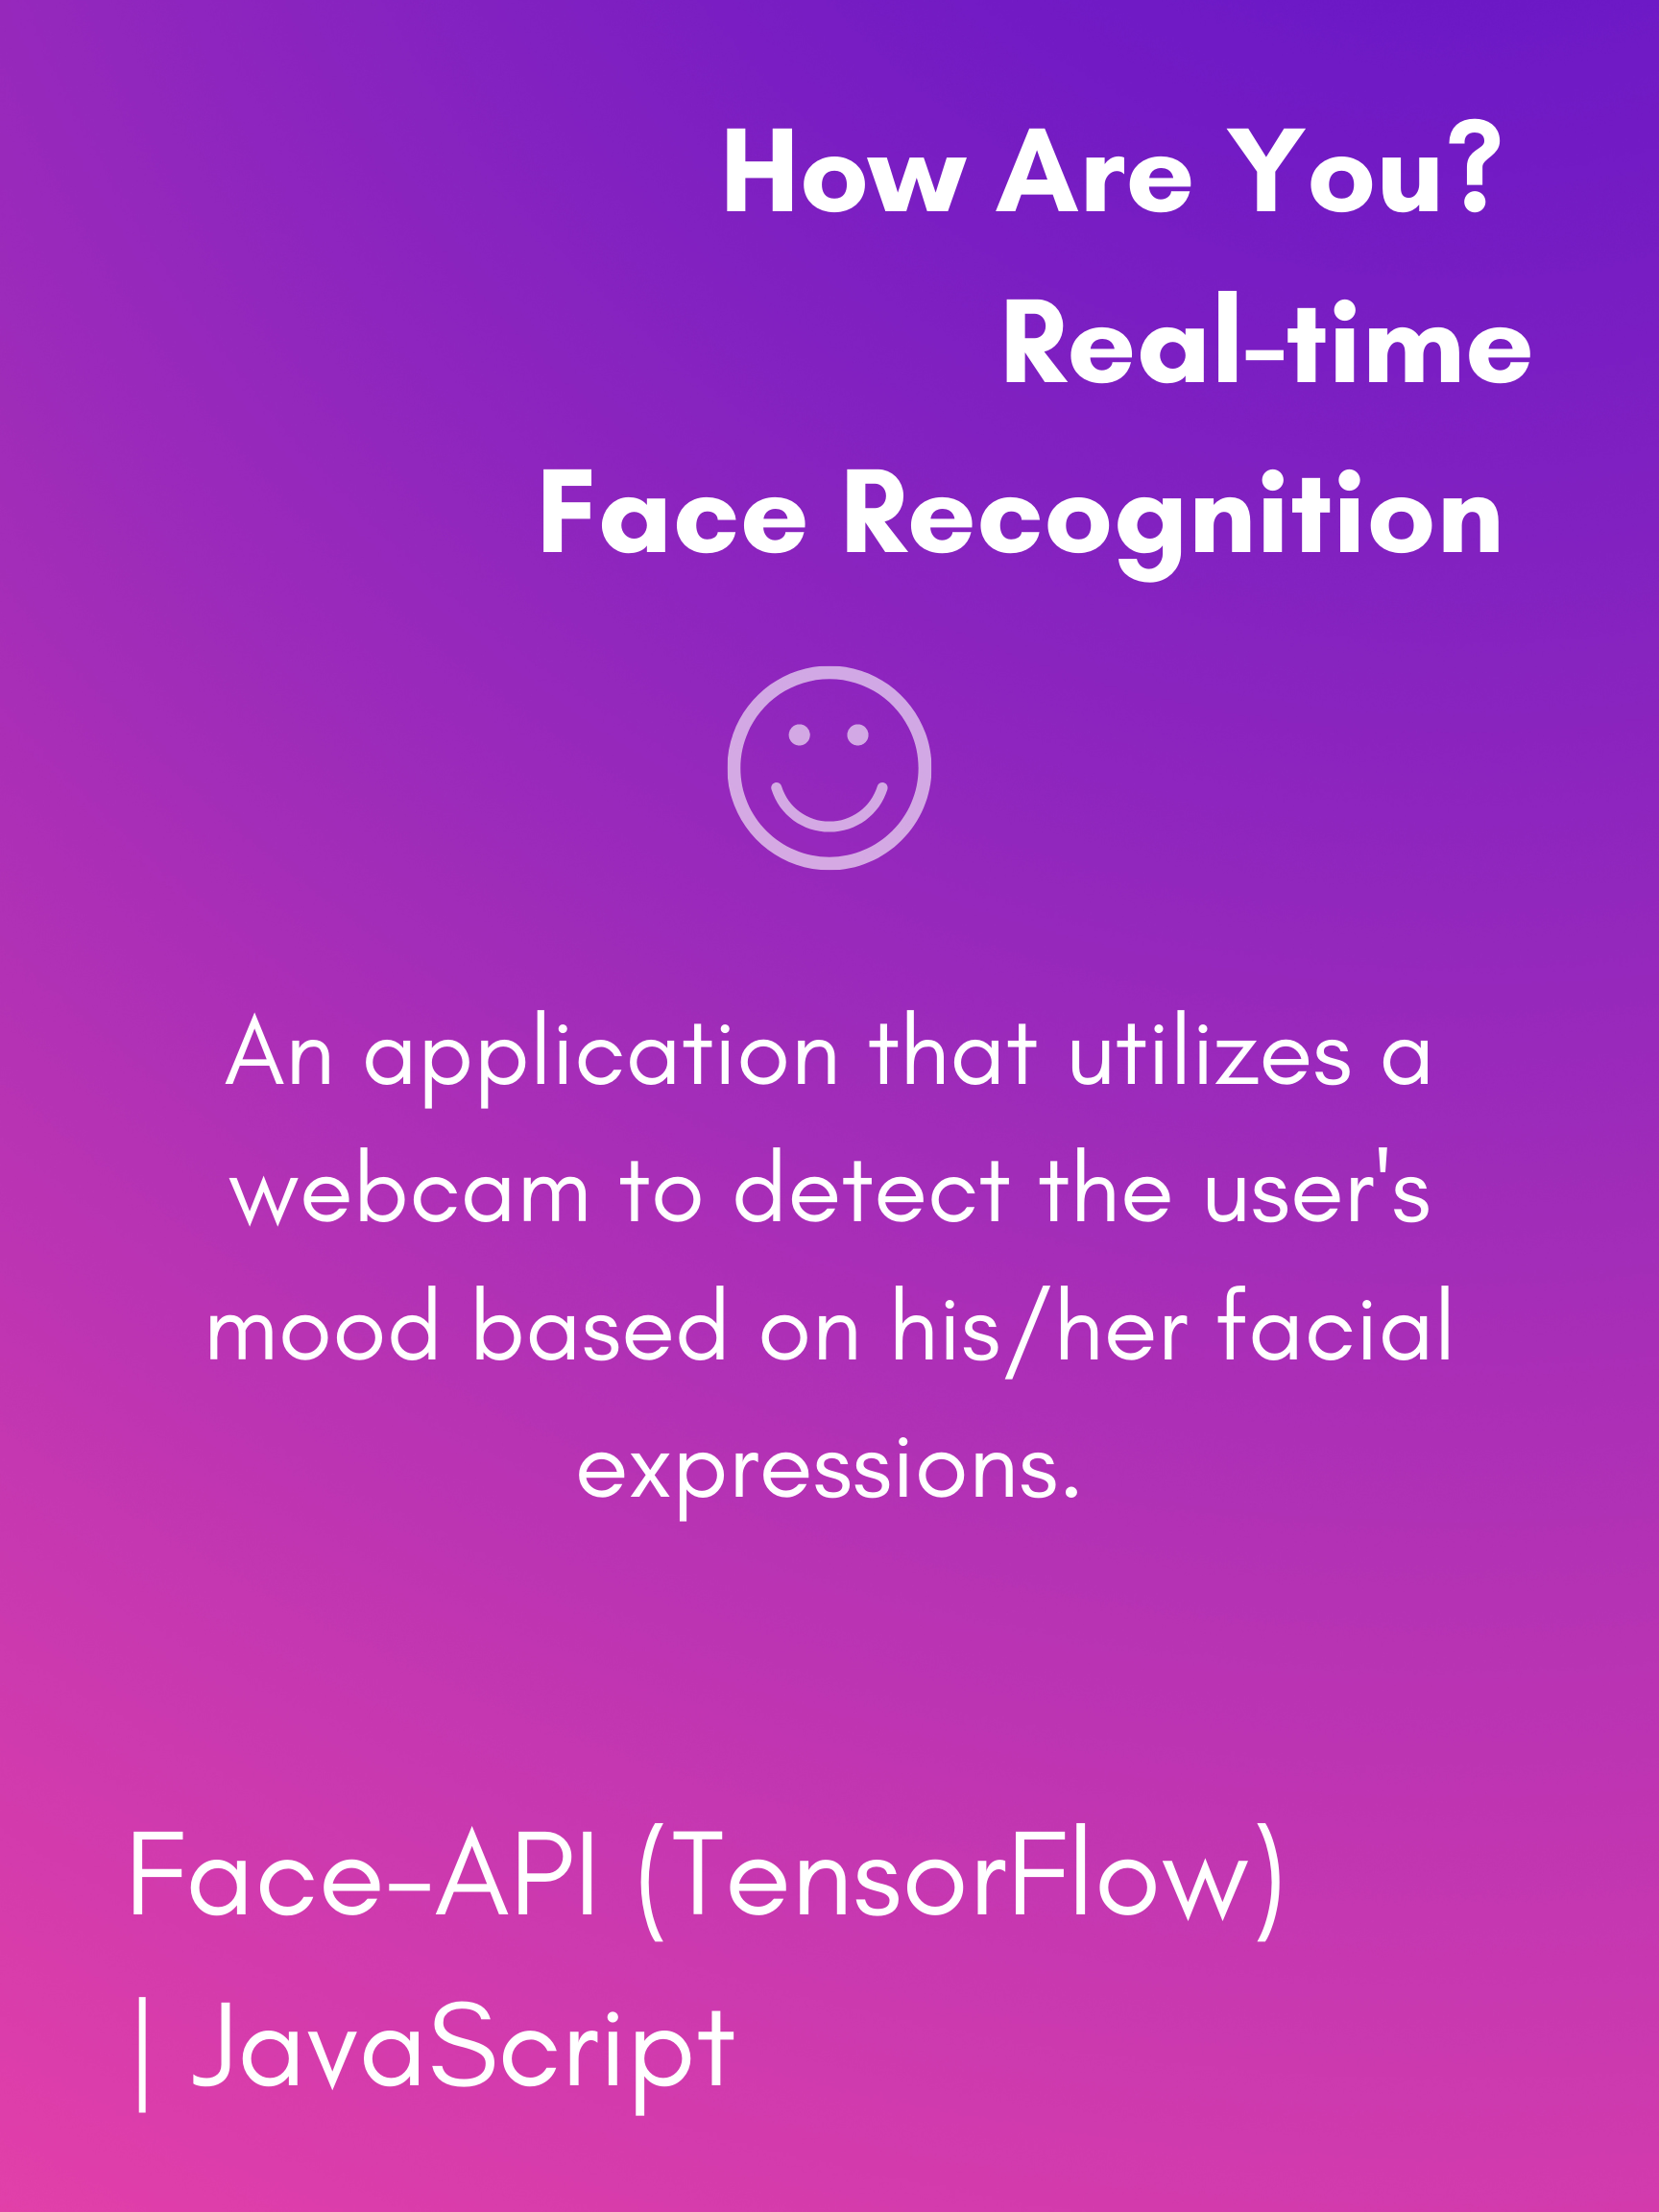 How Are You?
Real-time
Face Recognition
An application that utilizes a
webcam to detect the user's
mood based on his/her facial
expressions.
Face-API (TensorFlow)
| JavaScript